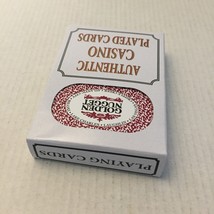 AUTHENTIC
CASINO
PLAYED CARDS
GOLDEN
NUGGET
PLAYING CARDS